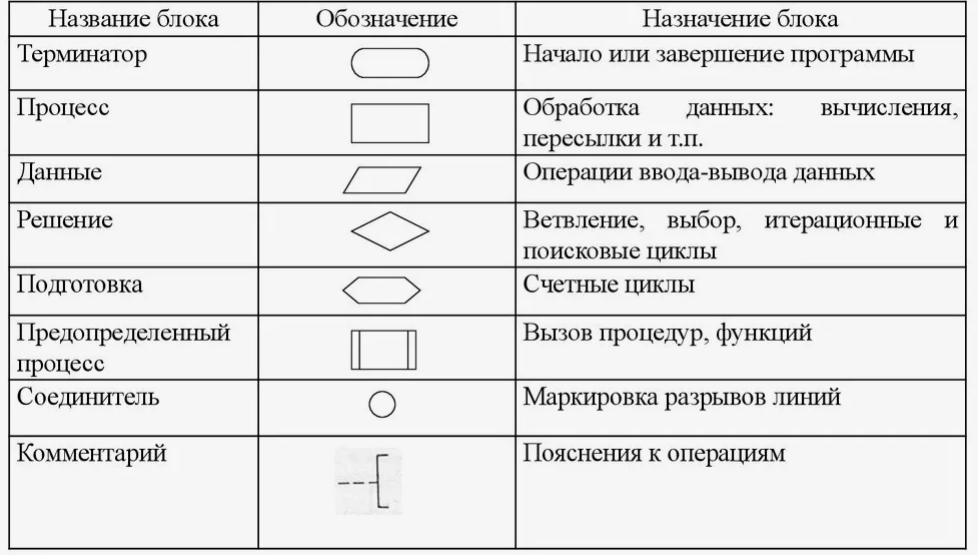 Название блока Обозначение Назначение блока
Терминатор Начало или завершение программы
Процесс Обработка данных: вычисления,
пересылки и т.п.
Данные Операции ввода-вывода данных
Решение Ветвление, выбор, итерационные и
поисковые циклы
Подготовка Счетные циклы
Предопределенный Вызов процедур, функций
процесс
Соединитель Маркировка разрывов линий
Комментарий Пояснения к операциям